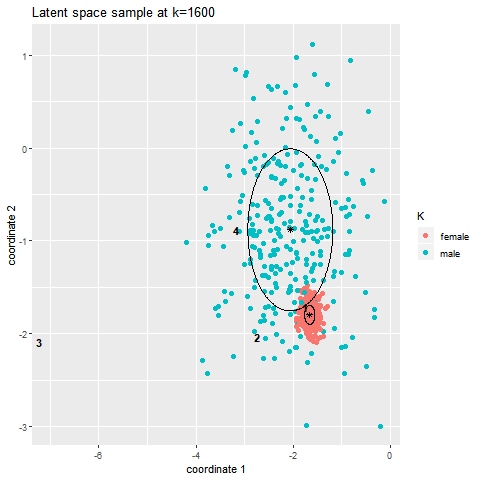 Latent space sample at k=1600
coordinate 2
1
0
-1
-2
-3
4
1
2
3
-6
-4
-2
0
coordinate 1
K
female
male